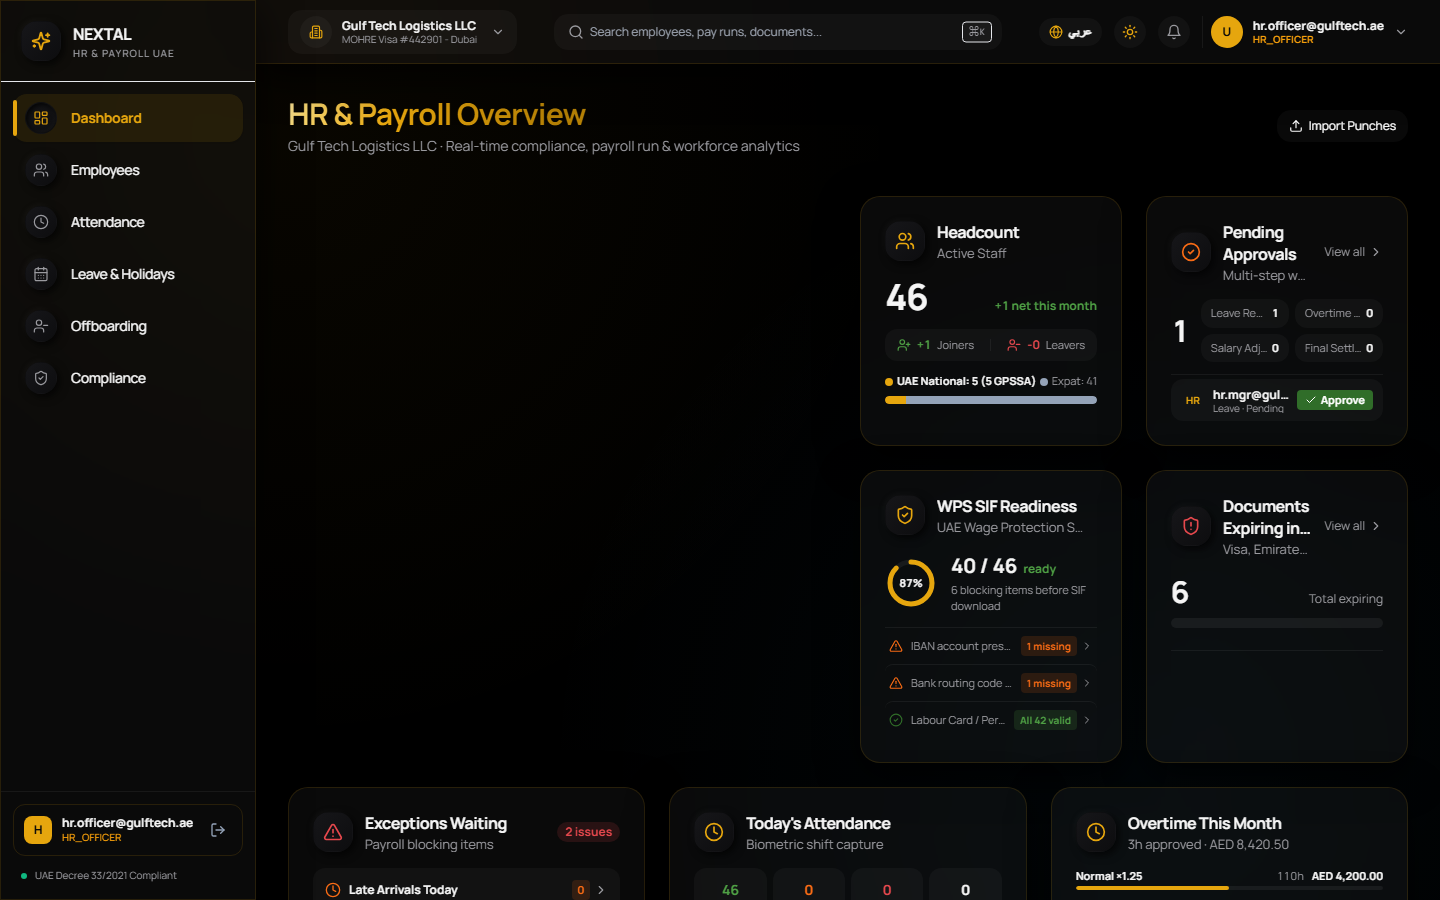 NEXTAL
HR & PAYROLL UAE
Gulf Tech Logistics LLC
MOHRE Visa #442901 - Dubai
Search employees, pay runs, documents...
⌘K
عربي
U
hr.officer@gulftech.ae
HR_OFFICER
Dashboard
Employees
Attendance
Leave & Holidays
Offboarding
Compliance
H
hr.officer@gulftech.ae
HR_OFFICER
UAE Decree 33/2021 Compliant
HR & Payroll Overview
Gulf Tech Logistics LLC · Real-time compliance, payroll run & workforce analytics
Import Punches
Headcount
Active Staff
46
+1 net this month
+1 Joiners
-0 Leavers
UAE National: 5 (5 GPSSA)
Expat: 41
Pending Approvals
Multi-step w...
View all
1
Leave Re... 1
Overtime ... 0
Salary Adj... 0
Final Settl... 0
HR
hr.mgr@gul...
Leave · Pending
Approve
WPS SIF Readiness
UAE Wage Protection S...
87%
40 / 46 ready
6 blocking items before SIF download
IBAN account pres... 1 missing
Bank routing code ... 1 missing
Labour Card / Per... All 42 valid
Documents Expiring in...
Visa, Emirate...
View all
6
Total expiring
Exceptions Waiting
Payroll blocking items
2 issues
Late Arrivals Today
0
Today's Attendance
Biometric shift capture
46
0
0
0
Overtime This Month
3h approved · AED 8,420.50
Normal ×1.25
110h AED 4,200.00